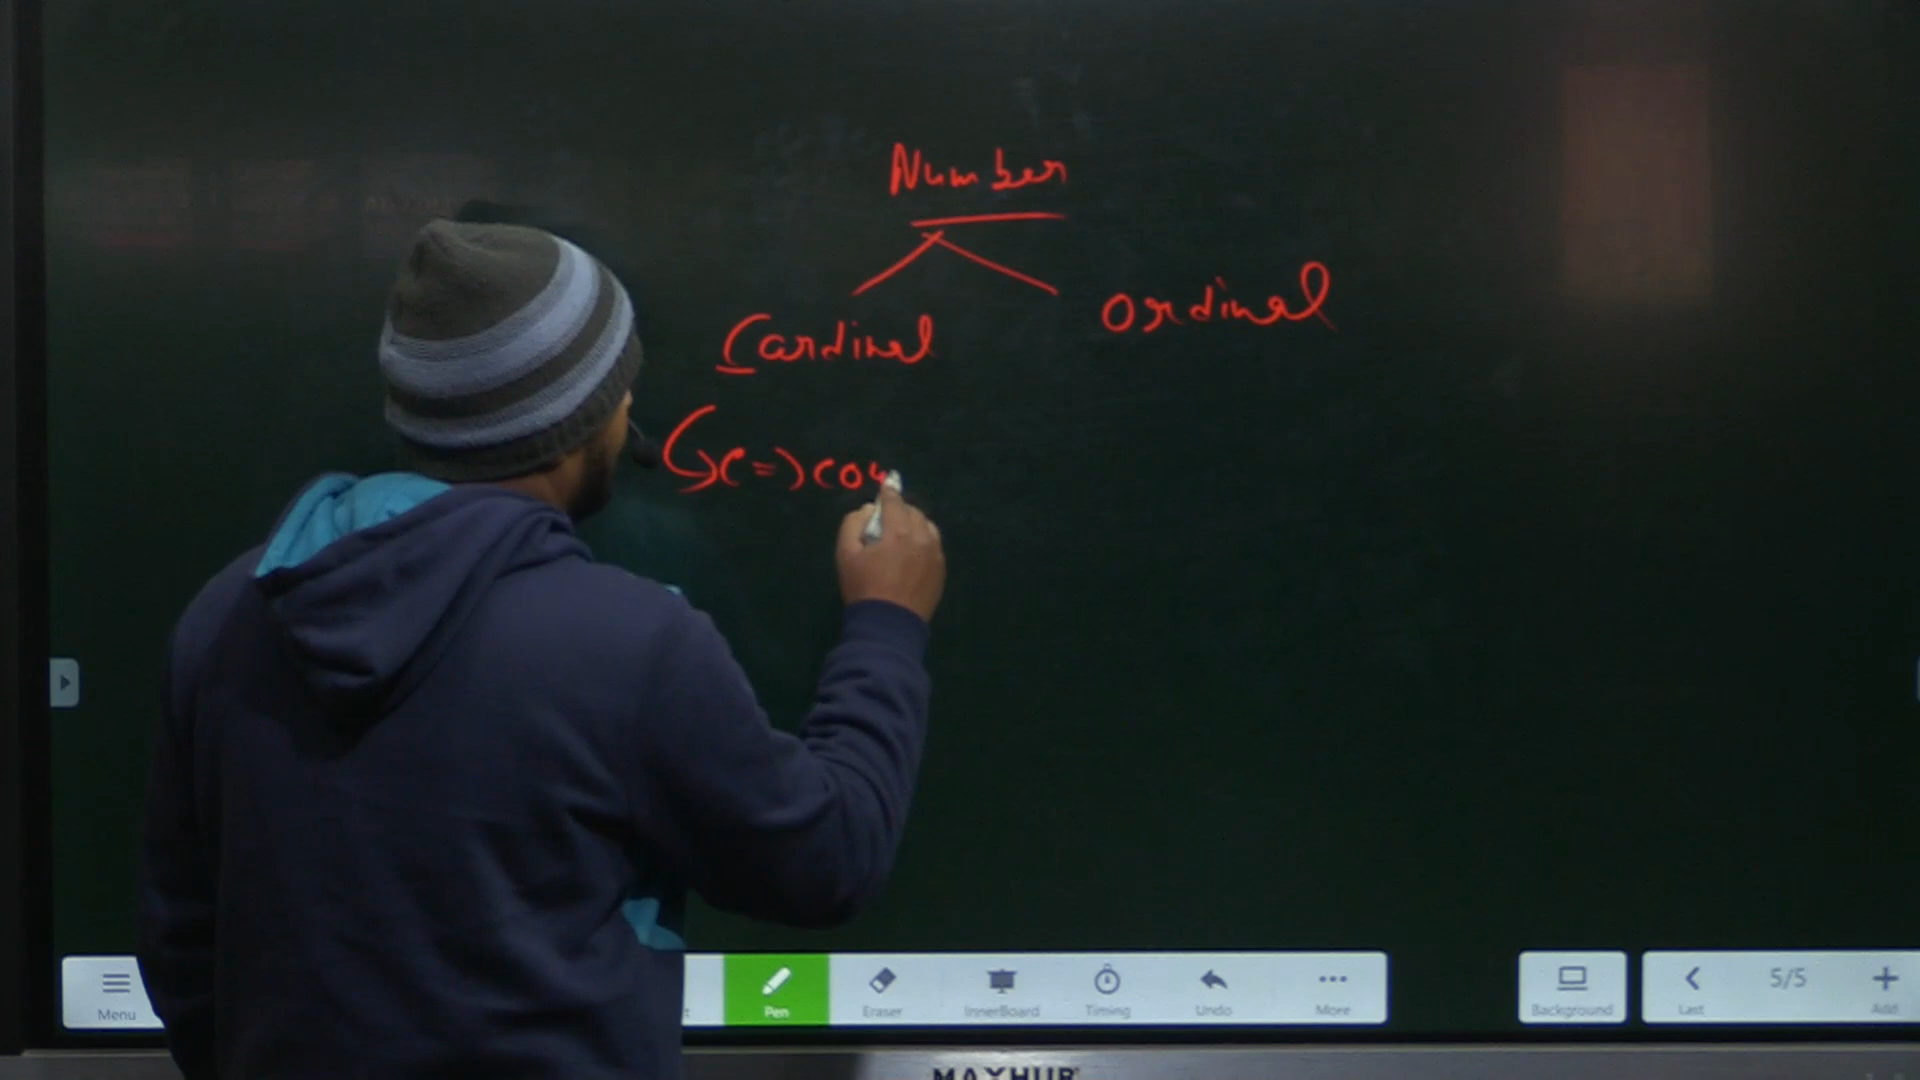 Number
Cardinal
ordinal
C => cou
Menu
Pen
Eraser
InnerBoard
Timing
Undo
More
Background
Last
5/5
Add
MAXHUB